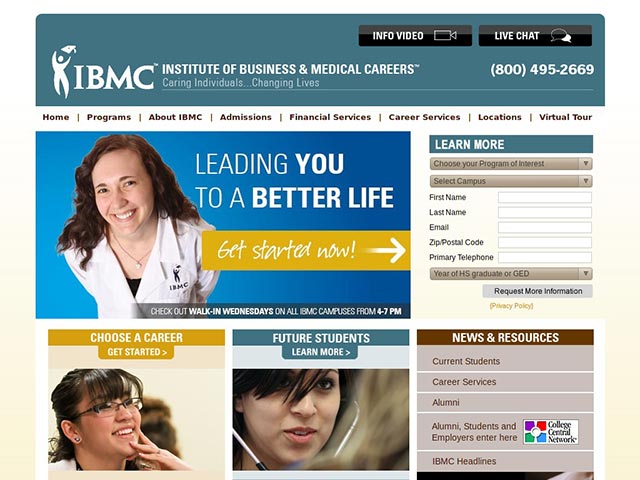 INFO VIDEO
LIVE CHAT
IBMC™
INSTITUTE OF BUSINESS & MEDICAL CAREERS™
Caring Individuals...Changing Lives
(800) 495-2669
Home | Programs | About IBMC | Admissions | Financial Services | Career Services | Locations | Virtual Tour
LEADING YOU
TO A BETTER LIFE
Get started now!
IBMC
CHECK OUT WALK-IN WEDNESDAYS ON ALL IBMC CAMPUSES FROM 4-7 PM
LEARN MORE
Choose your Program of Interest
Select Campus
First Name
Last Name
Email
Zip/Postal Code
Primary Telephone
Year of HS graduate or GED
Request More Information
(Privacy Policy)
CHOOSE A CAREER
GET STARTED >
FUTURE STUDENTS
LEARN MORE >
NEWS & RESOURCES
Current Students
Career Services
Alumni
Alumni, Students and
Employers enter here
College
Central
Network®
IBMC Headlines